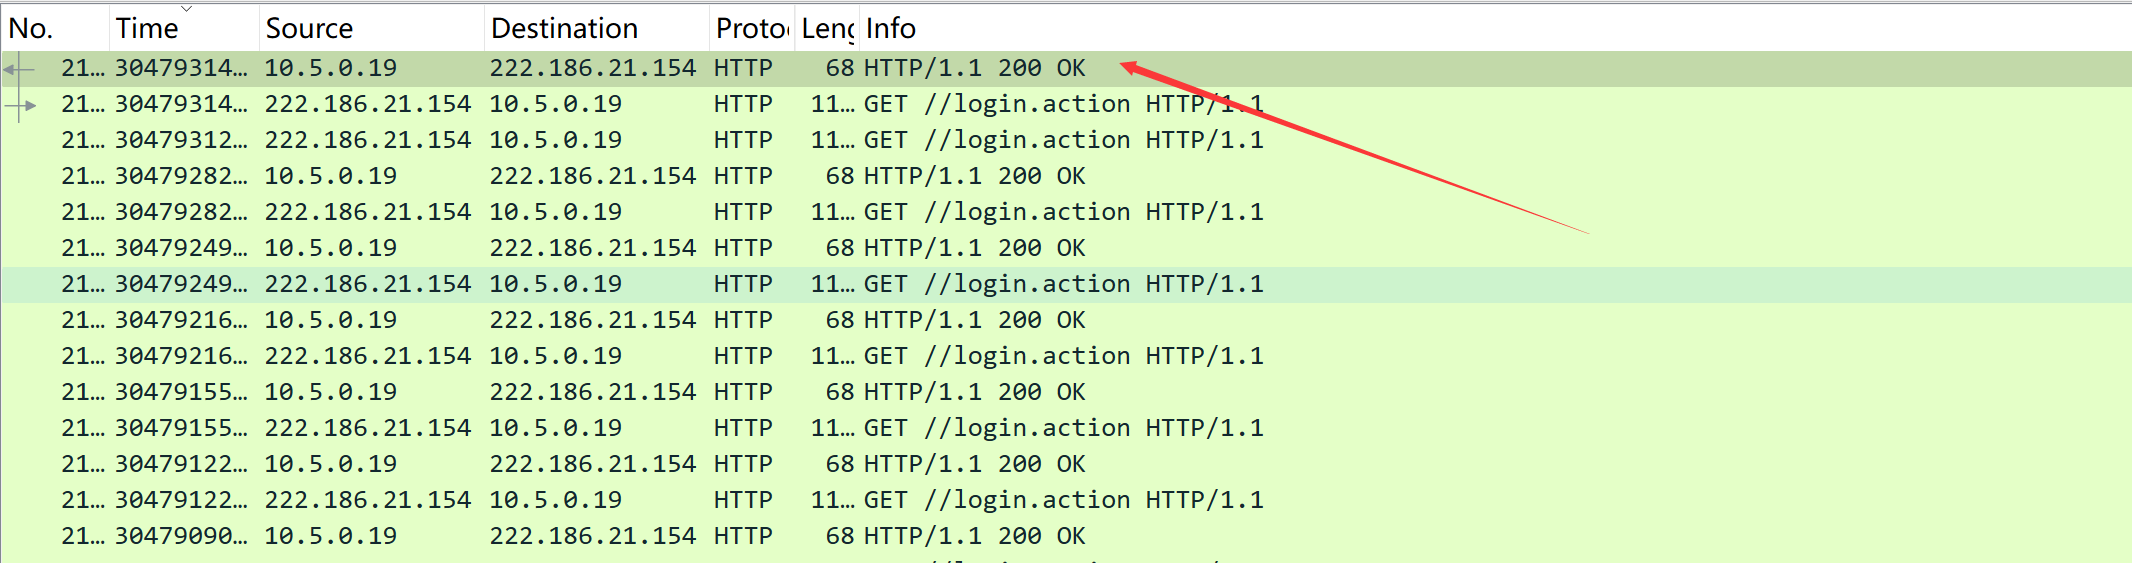 No. Time Source Destination Proto Leng Info
21… 30479314… 10.5.0.19 222.186.21.154 HTTP 68 HTTP/1.1 200 OK
21… 30479314… 222.186.21.154 10.5.0.19 HTTP 11… GET //login.action HTTP/1.1
21… 30479312… 222.186.21.154 10.5.0.19 HTTP 11… GET //login.action HTTP/1.1
21… 30479282… 10.5.0.19 222.186.21.154 HTTP 68 HTTP/1.1 200 OK
21… 30479282… 222.186.21.154 10.5.0.19 HTTP 11… GET //login.action HTTP/1.1
21… 30479249… 10.5.0.19 222.186.21.154 HTTP 68 HTTP/1.1 200 OK
21… 30479249… 222.186.21.154 10.5.0.19 HTTP 11… GET //login.action HTTP/1.1
21… 30479216… 10.5.0.19 222.186.21.154 HTTP 68 HTTP/1.1 200 OK
21… 30479216… 222.186.21.154 10.5.0.19 HTTP 11… GET //login.action HTTP/1.1
21… 30479155… 10.5.0.19 222.186.21.154 HTTP 68 HTTP/1.1 200 OK
21… 30479155… 222.186.21.154 10.5.0.19 HTTP 11… GET //login.action HTTP/1.1
21… 30479122… 10.5.0.19 222.186.21.154 HTTP 68 HTTP/1.1 200 OK
21… 30479122… 222.186.21.154 10.5.0.19 HTTP 11… GET //login.action HTTP/1.1
21… 30479090… 10.5.0.19 222.186.21.154 HTTP 68 HTTP/1.1 200 OK